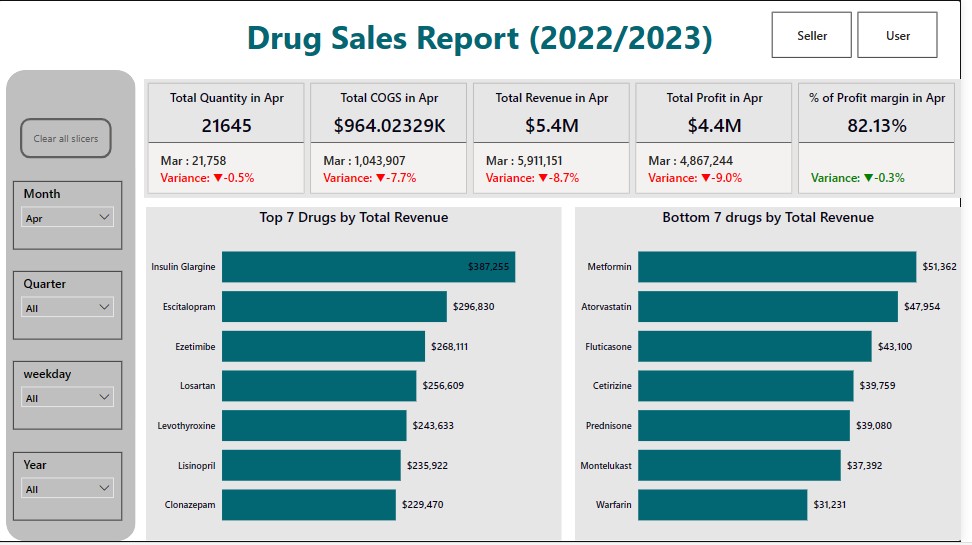 Drug Sales Report (2022/2023)
Seller
User
Clear all slicers
Month
Apr
Quarter
All
weekday
All
Year
All
Total Quantity in Apr
21645
Mar : 21,758
Variance: ▼-0.5%
Total COGS in Apr
$964.02329K
Mar : 1,043,907
Variance: ▼-7.7%
Total Revenue in Apr
$5.4M
Mar : 5,911,151
Variance: ▼-8.7%
Total Profit in Apr
$4.4M
Mar : 4,867,244
Variance: ▼-9.0%
% of Profit margin in Apr
82.13%
Variance: ▼-0.3%
Top 7 Drugs by Total Revenue
Insulin Glargine $387,255
Escitalopram $296,830
Ezetimibe $268,111
Losartan $256,609
Levothyroxine $243,633
Lisinopril $235,922
Clonazepam $229,470
Bottom 7 drugs by Total Revenue
Metformin $51,362
Atorvastatin $47,954
Fluticasone $43,100
Cetirizine $39,759
Prednisone $39,080
Montelukast $37,392
Warfarin $31,231